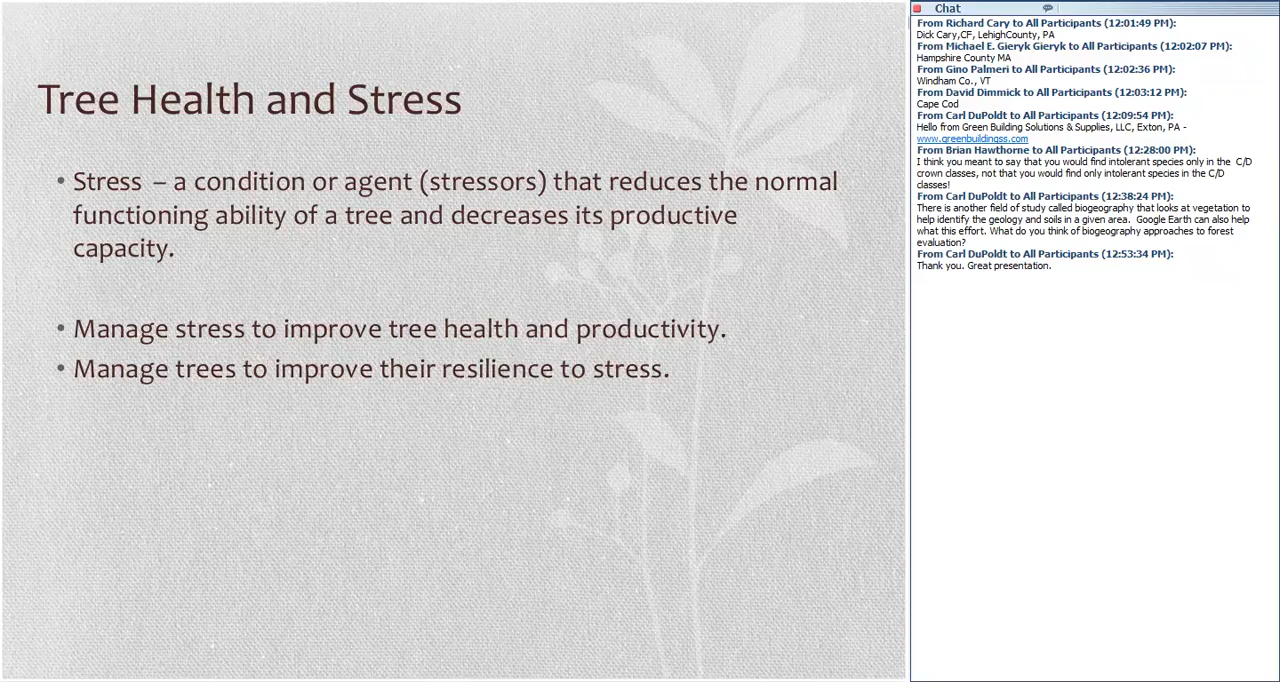 Tree Health and Stress
• Stress – a condition or agent (stressors) that reduces the normal
functioning ability of a tree and decreases its productive
capacity.
• Manage stress to improve tree health and productivity.
• Manage trees to improve their resilience to stress.
Chat
From Richard Cary to All Participants (12:01:49 PM):
Dick Cary,CF, LehighCounty, PA
From Michael E. Gieryk Gieryk to All Participants (12:02:07 PM):
Hampshire County MA
From Gino Palmeri to All Participants (12:02:36 PM):
Windham Co., VT
From David Dimmick to All Participants (12:03:12 PM):
Cape Cod
From Carl DuPoldt to All Participants (12:09:54 PM):
Hello from Green Building Solutions & Supplies, LLC, Exton, PA -
www.greenbuildingss.com
From Brian Hawthorne to All Participants (12:28:00 PM):
I think you meant to say that you would find intolerant species only in the C/D
crown classes, not that you would find only intolerant species in the C/D
classes!
From Carl DuPoldt to All Participants (12:38:24 PM):
There is another field of study called biogeography that looks at vegetation to
help identify the geology and soils in a given area. Google Earth can also help
what this effort. What do you think of biogeography approaches to forest
evaluation?
From Carl DuPoldt to All Participants (12:53:34 PM):
Thank you. Great presentation.